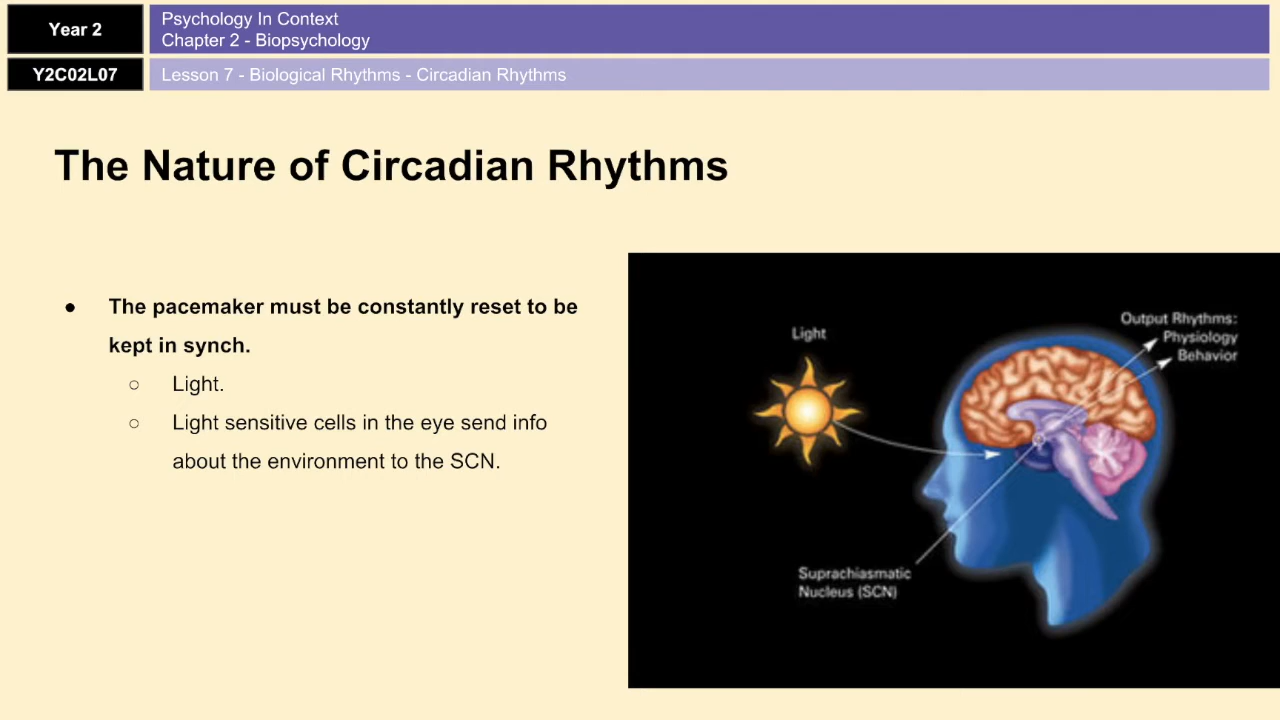 Year 2
Psychology In Context
Chapter 2 - Biopsychology
Y2C02L07
Lesson 7 - Biological Rhythms - Circadian Rhythms
The Nature of Circadian Rhythms
● The pacemaker must be constantly reset to be
kept in synch.
○ Light.
○ Light sensitive cells in the eye send info
about the environment to the SCN.
Light
Output Rhythms:
Physiology
Behavior
Suprachiasmatic
Nucleus (SCN)